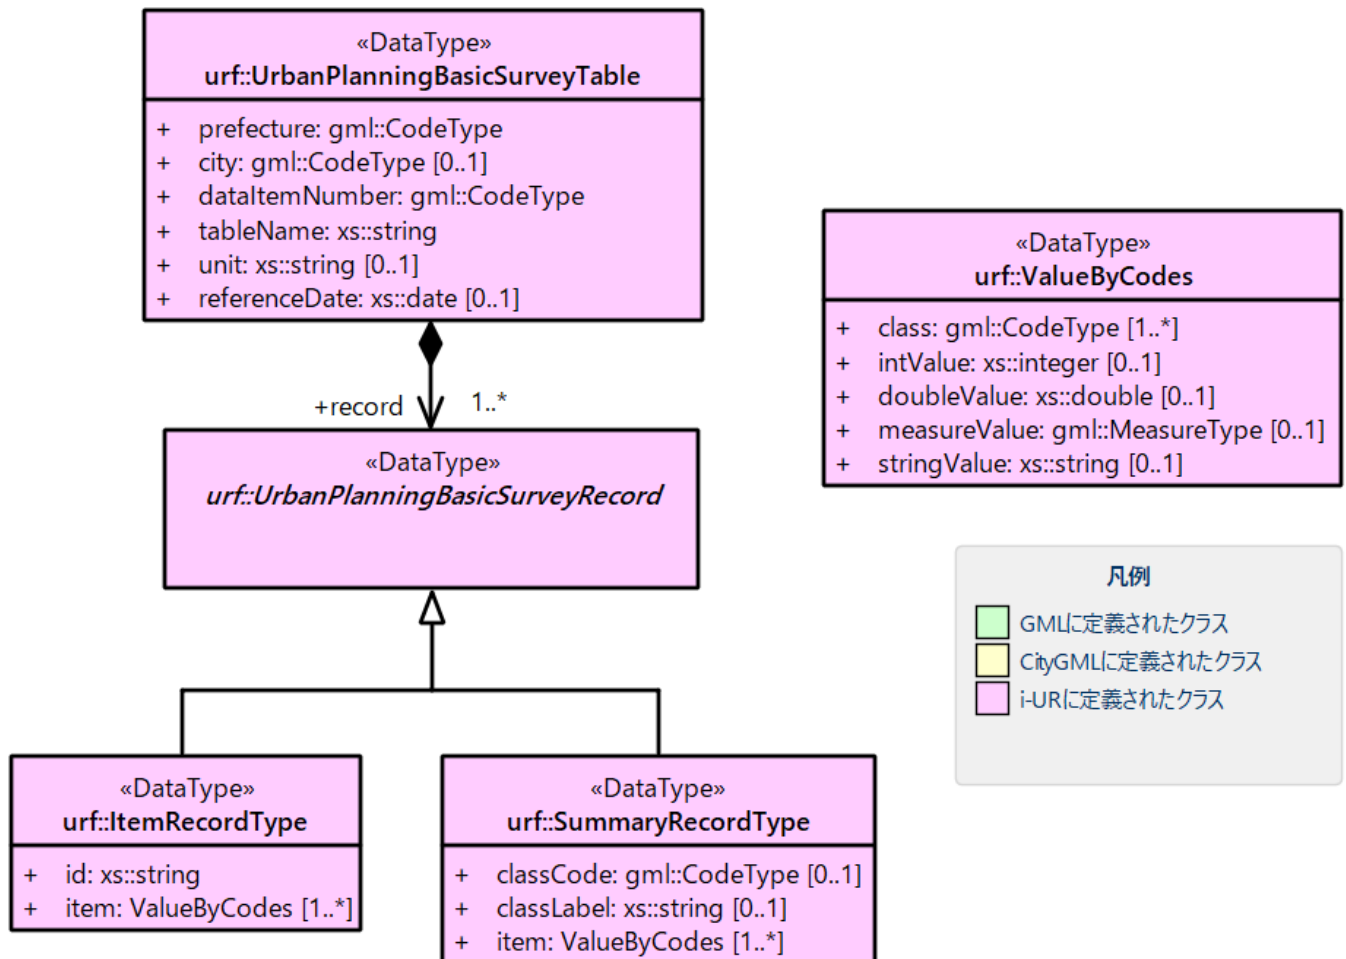 «DataType»
urf::UrbanPlanningBasicSurveyTable
+ prefecture: gml::CodeType
+ city: gml::CodeType [0..1]
+ dataItemNumber: gml::CodeType
+ tableName: xs::string
+ unit: xs::string [0..1]
+ referenceDate: xs::date [0..1]
+record 1..*
«DataType»
urf::UrbanPlanningBasicSurveyRecord
«DataType»
urf::ValueByCodes
+ class: gml::CodeType [1..*]
+ intValue: xs::integer [0..1]
+ doubleValue: xs::double [0..1]
+ measureValue: gml::MeasureType [0..1]
+ stringValue: xs::string [0..1]
凡例
GMLに定義されたクラス
CityGMLに定義されたクラス
i-URに定義されたクラス
«DataType»
urf::ItemRecordType
+ id: xs::string
+ item: ValueByCodes [1..*]
«DataType»
urf::SummaryRecordType
+ classCode: gml::CodeType [0..1]
+ classLabel: xs::string [0..1]
+ item: ValueByCodes [1..*]